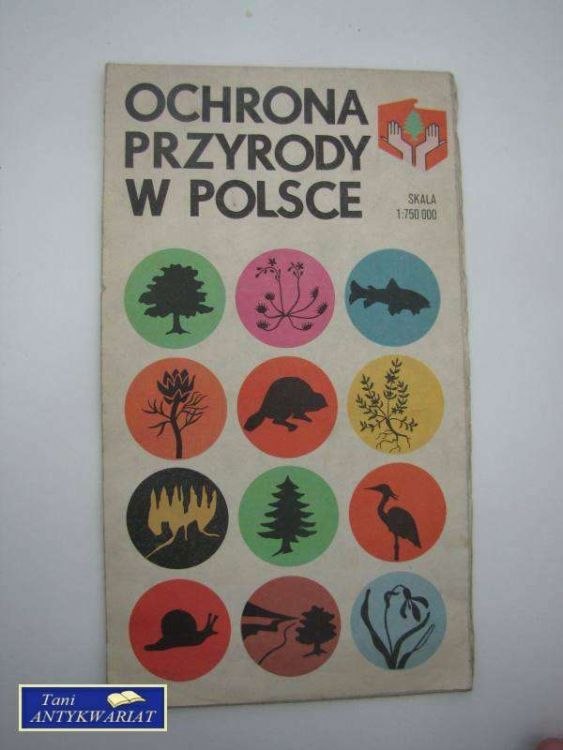 OCHRONA
PRZYRODY
W POLSCE
SKALA
1:750 000
Tani
ANTYKWARIAT